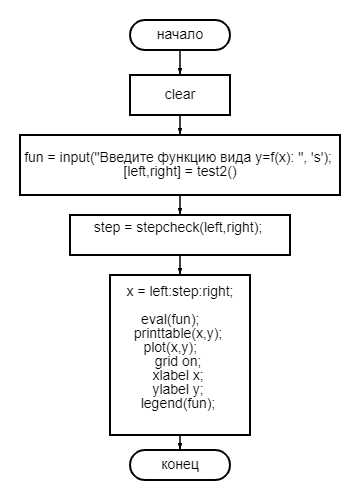 начало
clear
fun = input("Введите функцию вида y=f(x): ", 's');
[left,right] = test2()
step = stepcheck(left,right);
x = left:step:right;
eval(fun);
printtable(x,y);
plot(x,y);
grid on;
xlabel x;
ylabel y;
legend(fun);
конец